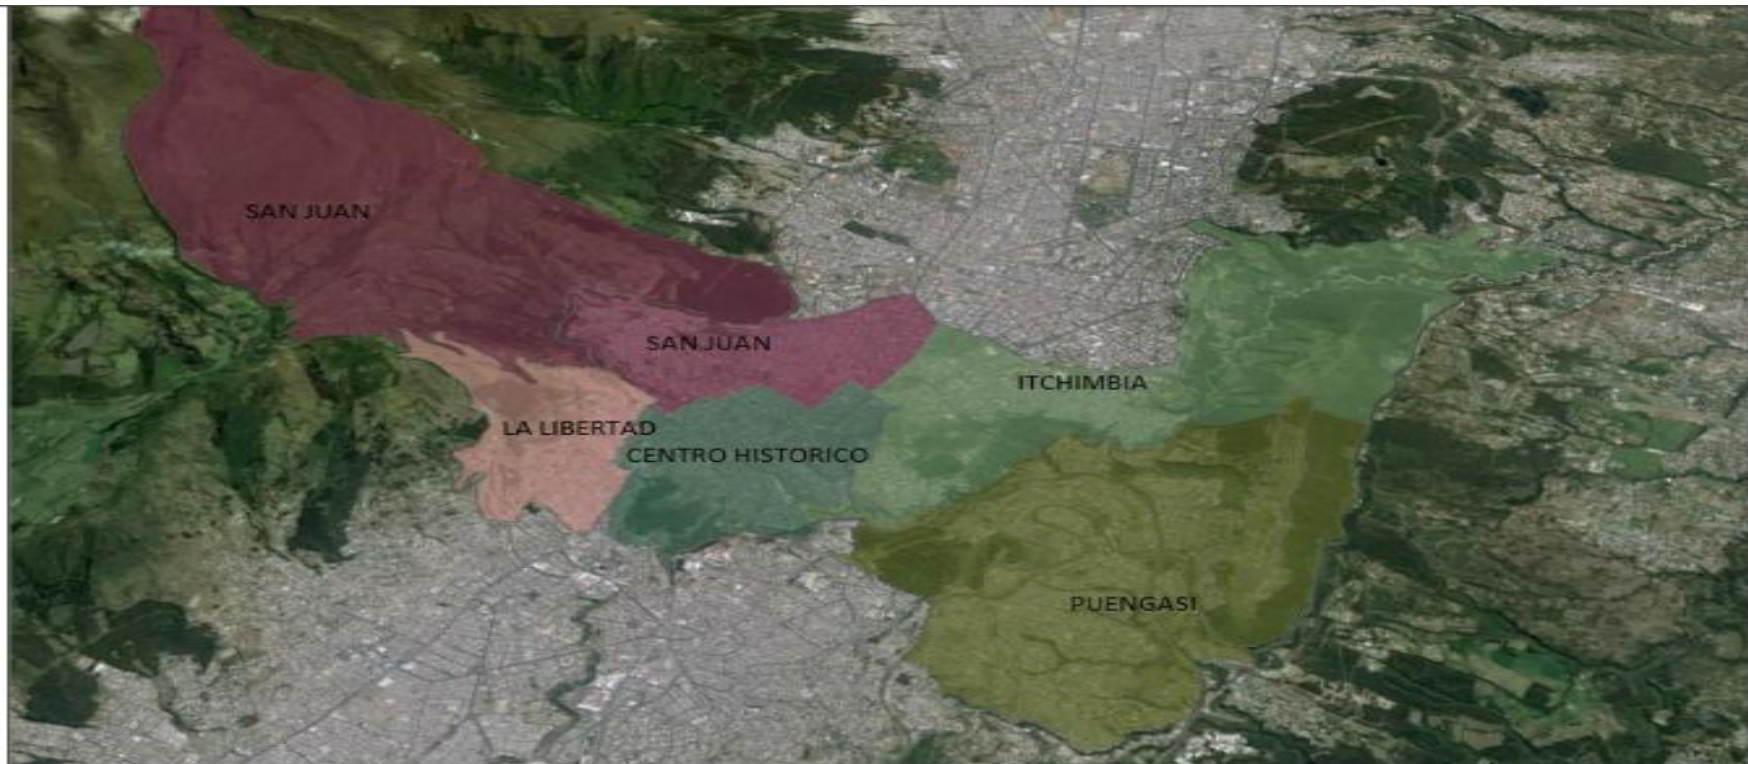 SAN JUAN
SAN JUAN
ITCHIMBIA
LA LIBERTAD
CENTRO HISTORICO
PUENGASI